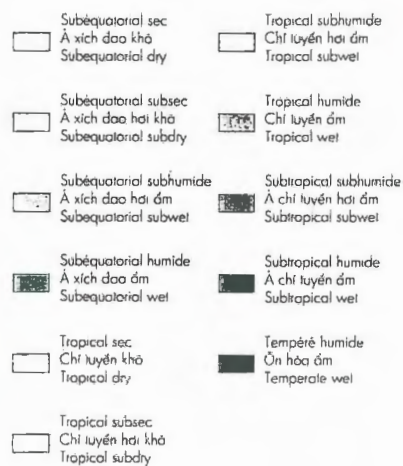 Subéquatorial sec
À xích đao khô
Subequatorial dry
Subéquatorial subsec
À xích đao hơi khô
Subequatorial subdry
Subéquatorial subhumide
À xích đao hơi ẩm
Subequatorial subwet
Subéquatorial humide
À xích đao ẩm
Subequatorial wet
Tropical sec
Chí tuyến khô
Tropical dry
Tropical subsec
Chí tuyến hơi khô
Tropical subdry
Tropical subhumide
Chí tuyến hơi ẩm
Tropical subwet
Tropical humide
Chí tuyến ẩm
Tropical wet
Subtropical subhumide
À chí tuyến hơi ẩm
Subtropical subwet
Subtropical humide
À chí tuyến ẩm
Subtropical wet
Tempéré humide
Ôn hòa ẩm
Temperate wet